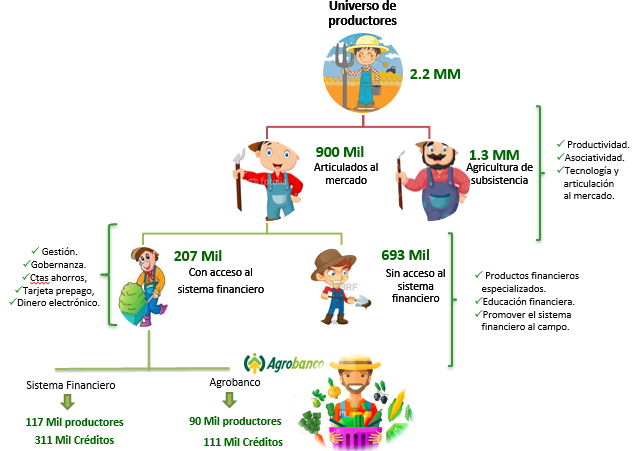 Universo de
productores
2.2 MM
900 Mil
Articulados al
mercado
1.3 MM
Agricultura de
subsistencia
✓ Productividad.
✓ Asociatividad.
✓ Tecnología y
articulación
al mercado.
✓ Gestión.
✓ Gobernanza.
✓ Ctas ahorros,
✓ Tarjeta prepago,
✓ Dinero electrónico.
207 Mil
Con acceso al
sistema financiero
693 Mil
Sin acceso al
sistema
financiero
✓ Productos financieros
especializados.
✓ Educación financiera.
✓ Promover el sistema
financiero al campo.
Agrobanco
Sistema Financiero
Agrobanco
117 Mil productores
311 Mil Créditos
90 Mil productores
111 Mil Créditos